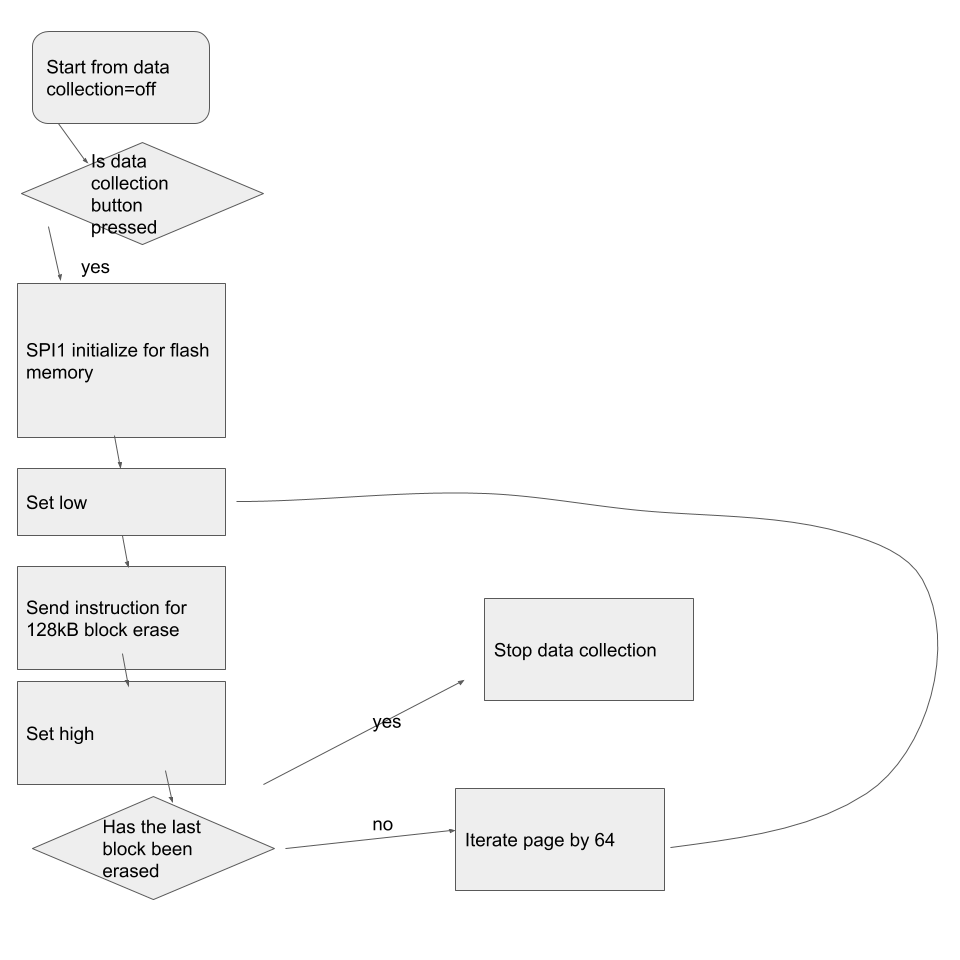 Start from data
collection=off
Is data
collection
button
pressed
yes
SPI1 initialize for flash
memory
Set low
Send instruction for
128kB block erase
Stop data collection
Set high
yes
Has the last
block been
erased
no
Iterate page by 64